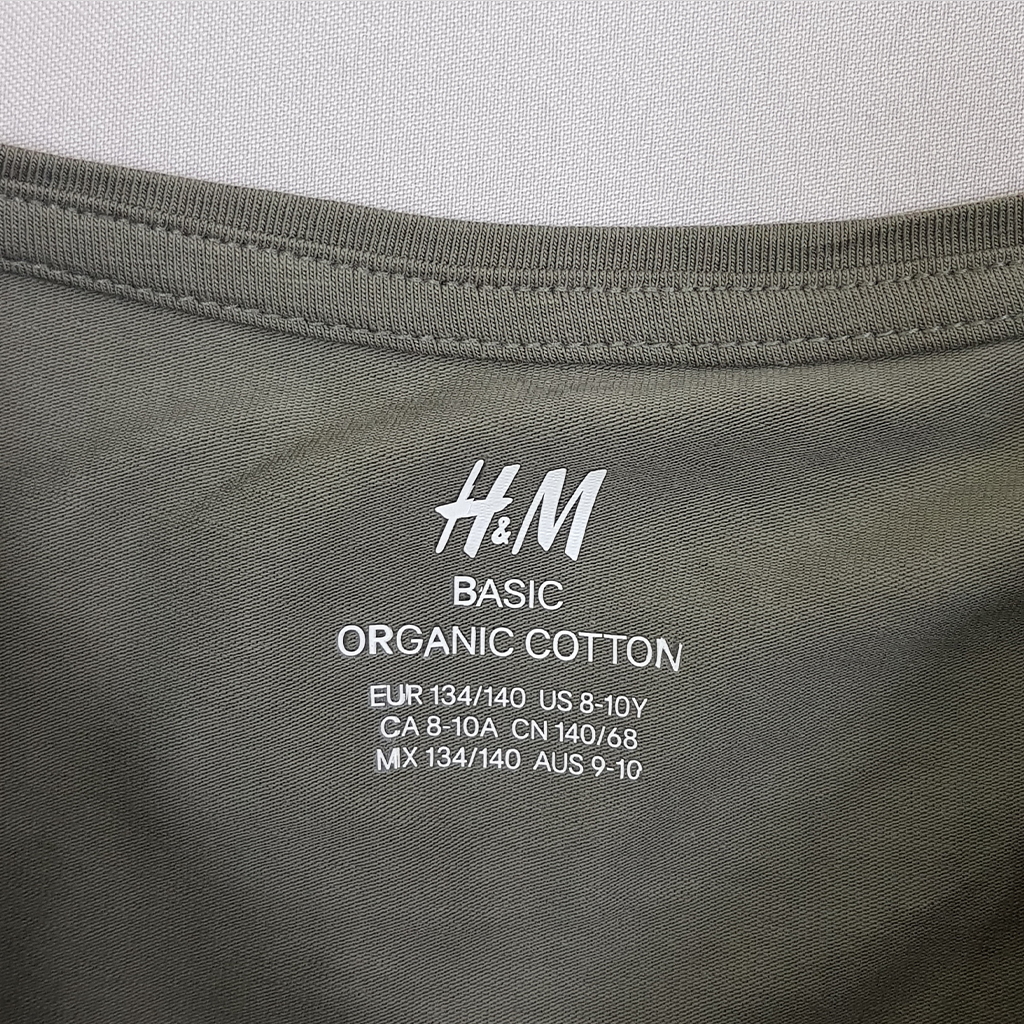 H&M
BASIC
ORGANIC COTTON
EUR 134/140 US 8-10Y
CA 8-10A CN 140/68
MX 134/140 AUS 9-10